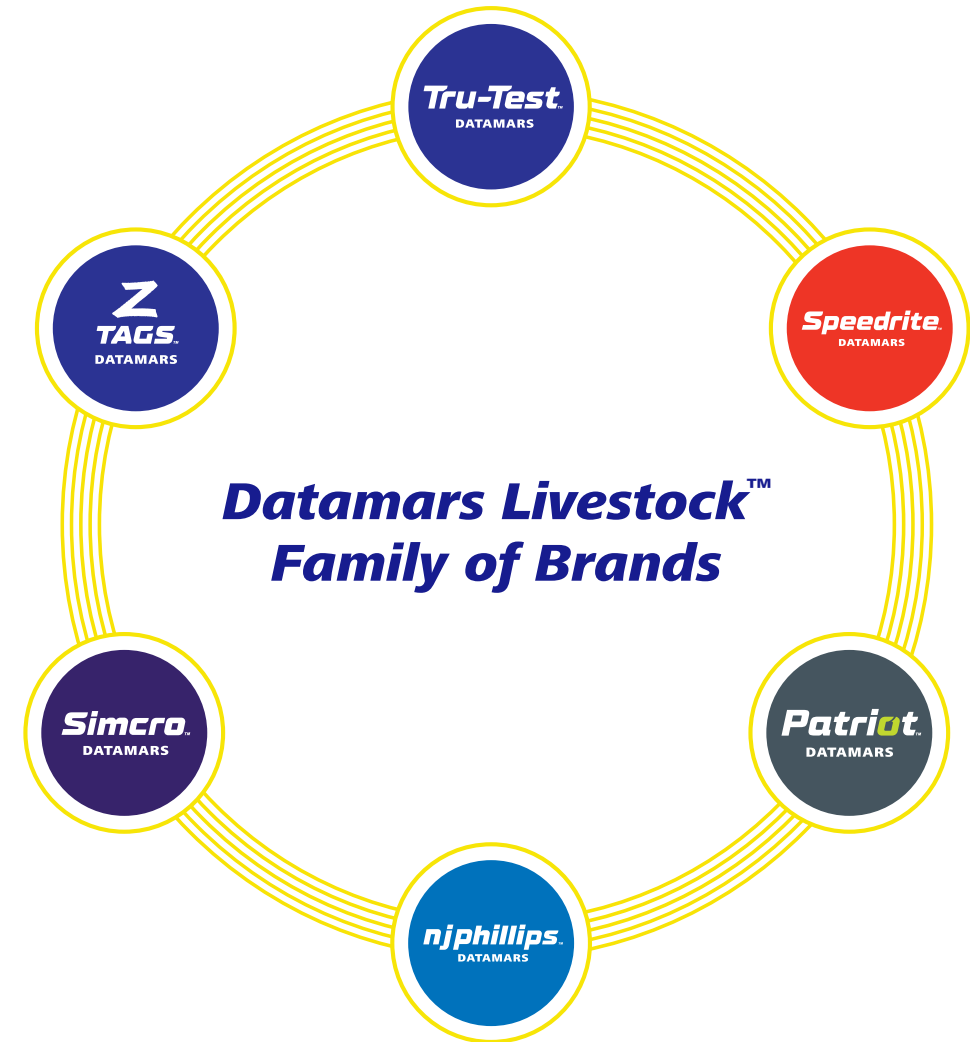 Tru-Test™
DATAMARS
Z
TAGS™
DATAMARS
Speedrite™
DATAMARS
Datamars Livestock™
Family of Brands
Simcro™
DATAMARS
Patriot™
DATAMARS
njphillips™
DATAMARS